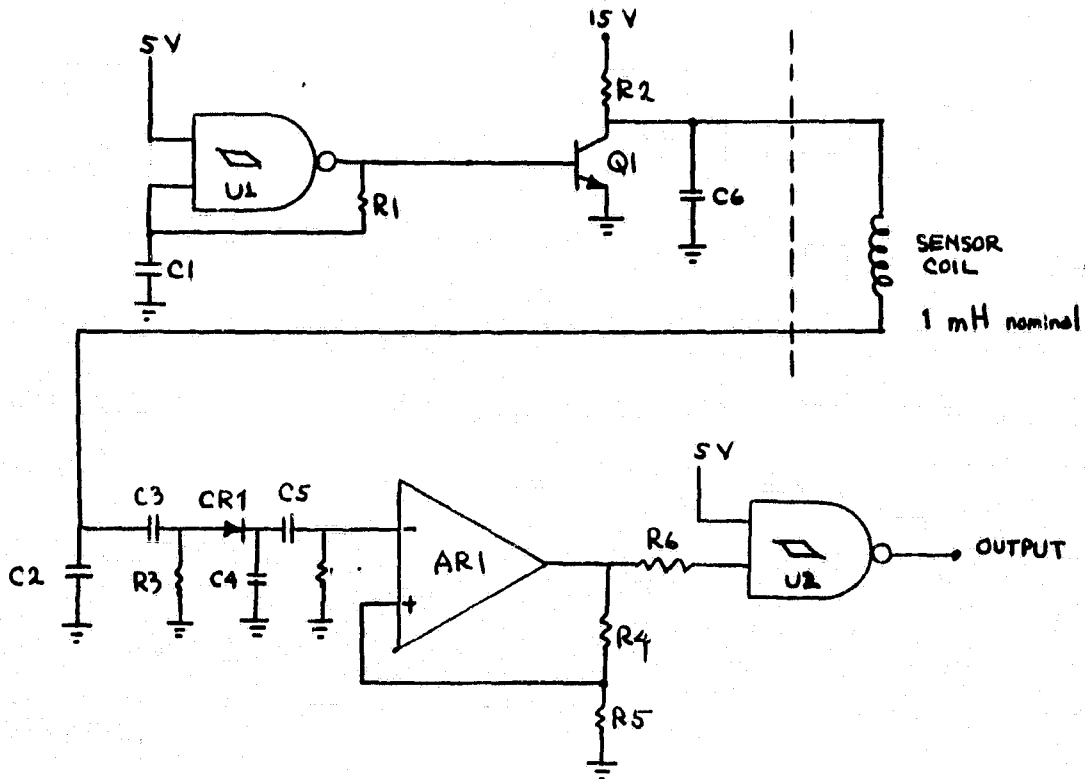 15 V
5 V
R2
U1
R1
Q1
C6
C1
SENSOR
COIL
1 mH nominal
5 V
C3
CR1
C5
R6
OUTPUT
C2
R3
C4
-
AR1
U2
+
R4
R5